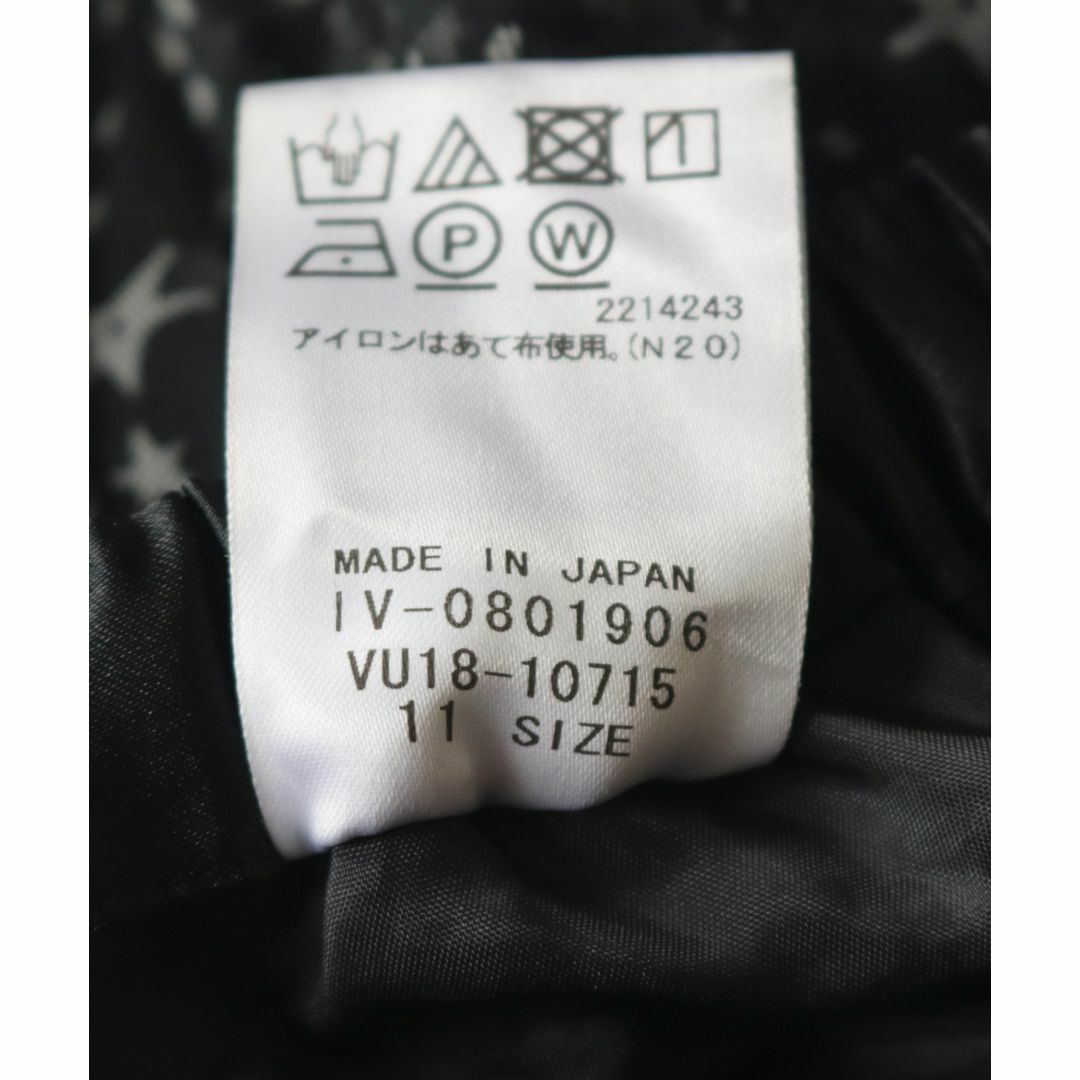 P W
2214243
アイロンはあて布使用。(N20)
MADE IN JAPAN
IV-0801906
VU18-10715
11 SIZE